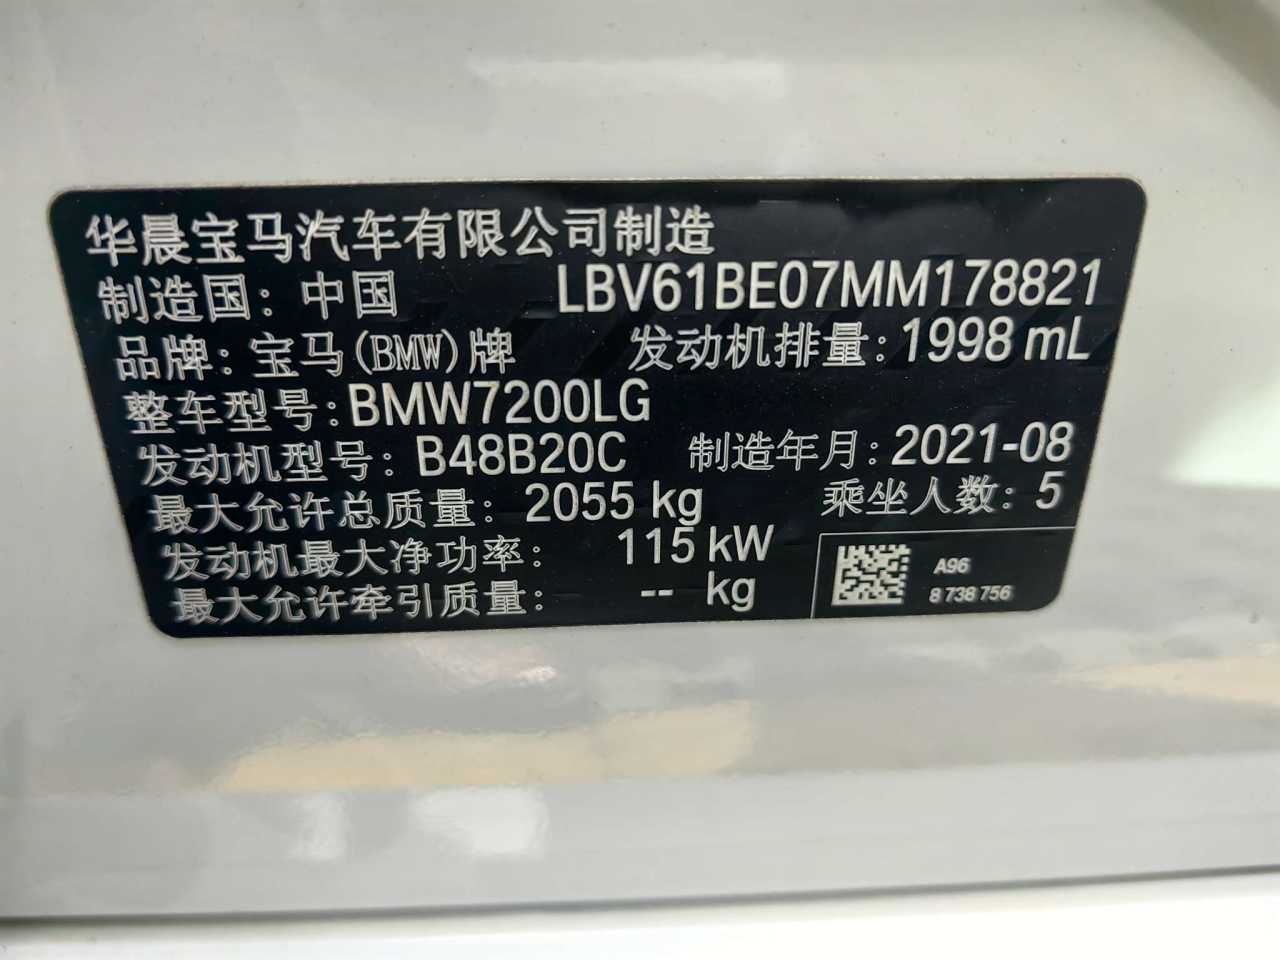 华晨宝马汽车有限公司制造
制造国: 中国 LBV61BE07MM178821
品牌: 宝马(BMW)牌 发动机排量: 1998 mL
整车型号: BMW7200LG
发动机型号: B48B20C 制造年月: 2021-08
最大允许总质量: 2055 kg 乘坐人数: 5
发动机最大净功率: 115 kW
最大允许牵引质量: -- kg
A96
8 738 756